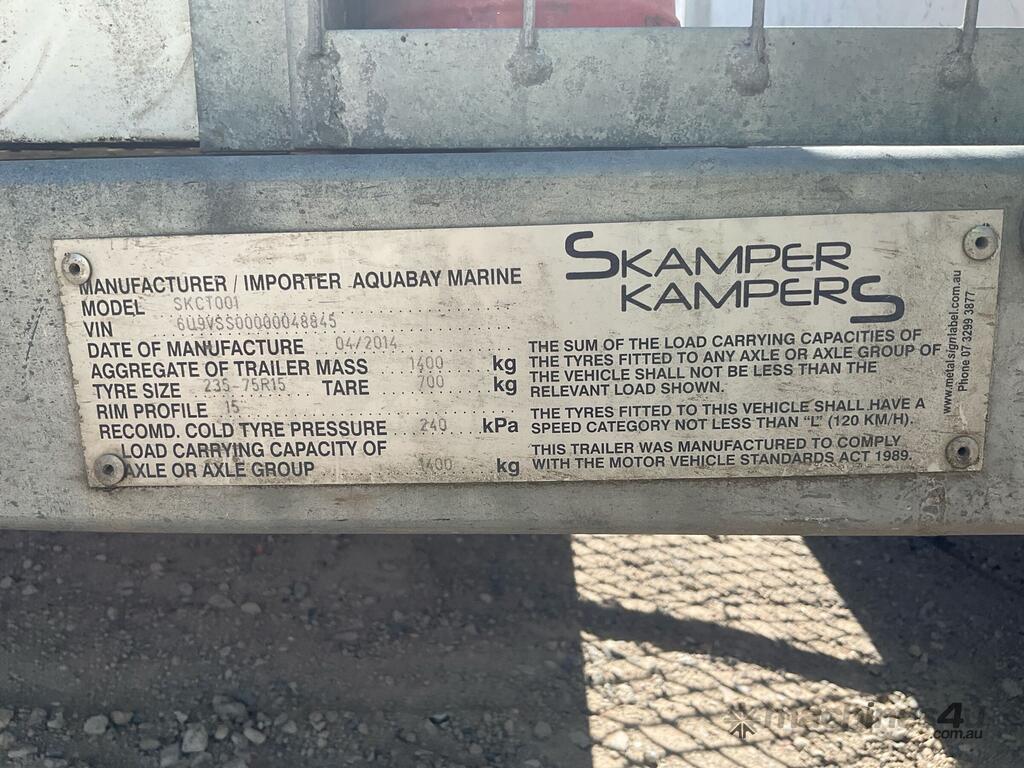 SKAMPER
KAMPERS
MANUFACTURER / IMPORTER AQUABAY MARINE
MODEL SKCT001
VIN 6U9VSS00000048845
DATE OF MANUFACTURE 04/2014
AGGREGATE OF TRAILER MASS 1400 kg
TYRE SIZE 235-75R15 TARE 700 kg
RIM PROFILE 15
RECOMD. COLD TYRE PRESSURE 240 kPa
LOAD CARRYING CAPACITY OF
AXLE OR AXLE GROUP 1400 kg
THE SUM OF THE LOAD CARRYING CAPACITIES OF
THE TYRES FITTED TO ANY AXLE OR AXLE GROUP OF
THE VEHICLE SHALL NOT BE LESS THAN THE
RELEVANT LOAD SHOWN.
THE TYRES FITTED TO THIS VEHICLE SHALL HAVE A
SPEED CATEGORY NOT LESS THAN "L" (120 KM/H).
THIS TRAILER WAS MANUFACTURED TO COMPLY
WITH THE MOTOR VEHICLE STANDARDS ACT 1989.
www.metalsignlabel.com.au
Phone 07 3299 3877
machines4u
.com.au